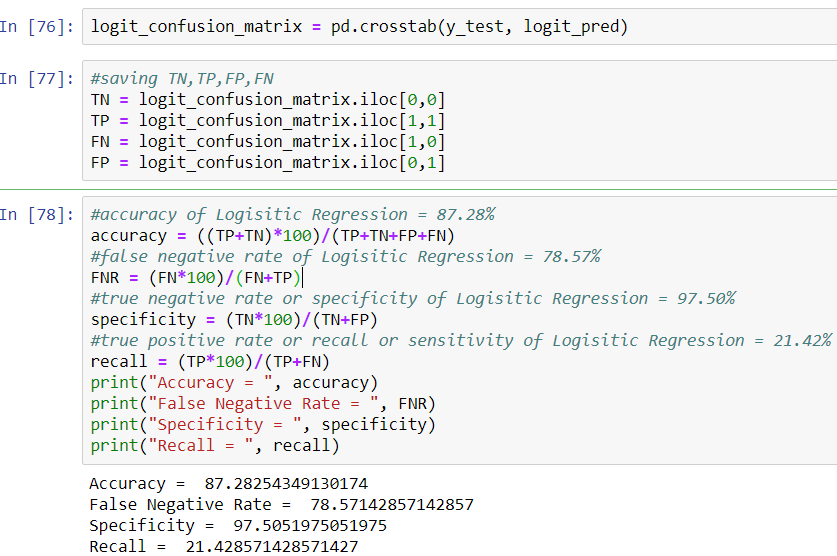 In [76]: logit_confusion_matrix = pd.crosstab(y_test, logit_pred)
In [77]: #saving TN,TP,FP,FN
TN = logit_confusion_matrix.iloc[0,0]
TP = logit_confusion_matrix.iloc[1,1]
FN = logit_confusion_matrix.iloc[1,0]
FP = logit_confusion_matrix.iloc[0,1]
In [78]: #accuracy of Logisitic Regression = 87.28%
accuracy = ((TP+TN)*100)/(TP+TN+FP+FN)
#false negative rate of Logisitic Regression = 78.57%
FNR = (FN*100)/(FN+TP)
#true negative rate or specificity of Logisitic Regression = 97.50%
specificity = (TN*100)/(TN+FP)
#true positive rate or recall or sensitivity of Logisitic Regression = 21.42%
recall = (TP*100)/(TP+FN)
print("Accuracy = ", accuracy)
print("False Negative Rate = ", FNR)
print("Specificity = ", specificity)
print("Recall = ", recall)
Accuracy =  87.28254349130174
False Negative Rate =  78.57142857142857
Specificity =  97.5051975051975
Recall =  21.428571428571427